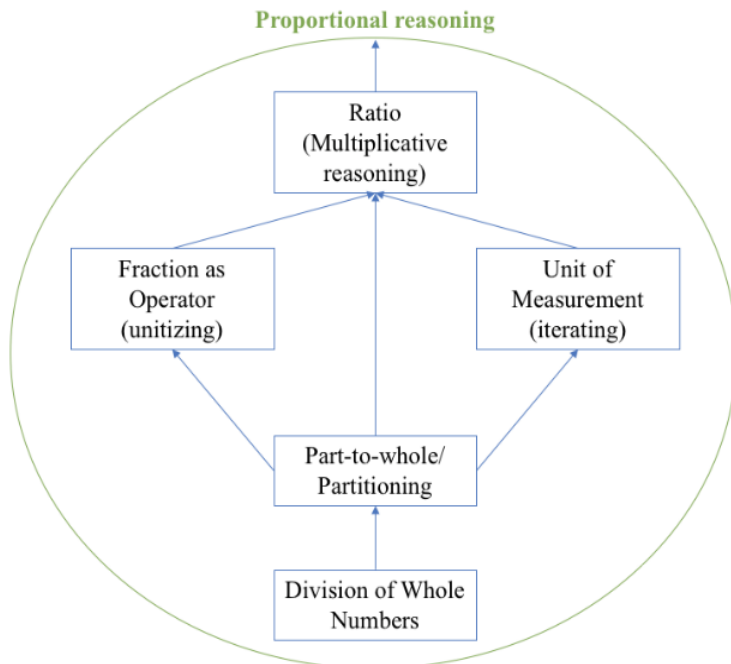 Proportional reasoning
Ratio
(Multiplicative
reasoning)
Fraction as
Operator
(unitizing)
Unit of
Measurement
(iterating)
Part-to-whole/
Partitioning
Division of Whole
Numbers